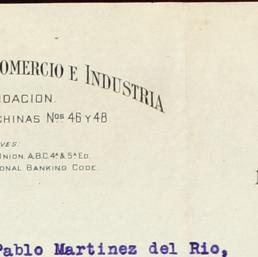 OMERCIO E INDUSTRIA
DACION.
CHINAS Nos 46 Y 48
VES:
UNION. A.B.C. 4ª & 5ª ED.
ONAL BANKING CODE
Pablo Martinez del Rio,